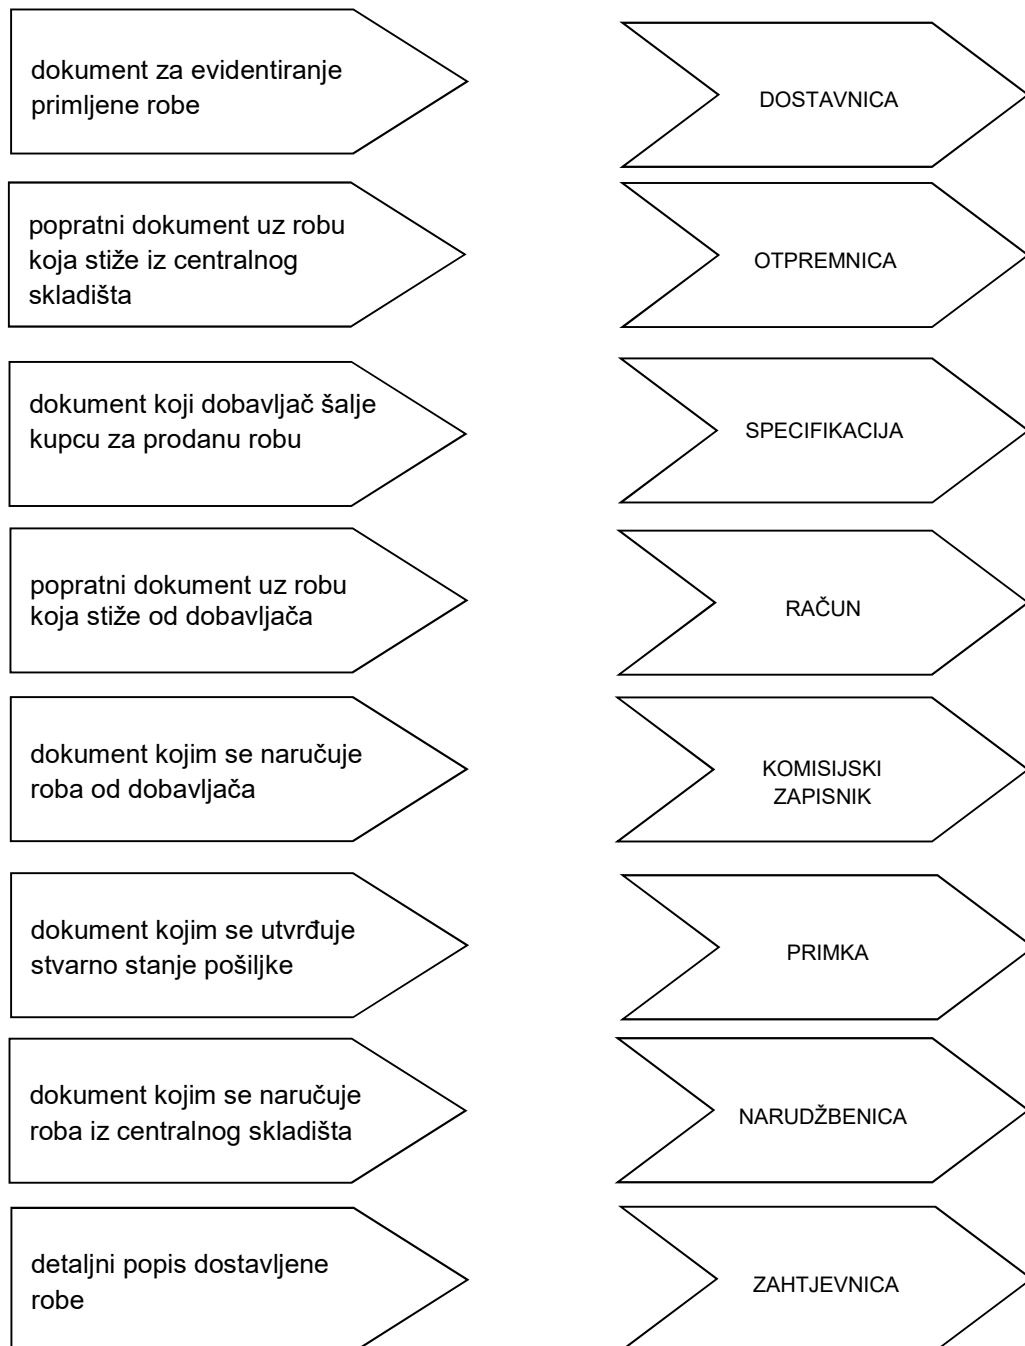 dokument za evidentiranje
primljene robe
DOSTAVNICA
popratni dokument uz robu
koja stiže iz centralnog
skladišta
OTPREMNICA
dokument koji dobavljač šalje
kupcu za prodanu robu
SPECIFIKACIJA
popratni dokument uz robu
koja stiže od dobavljača
RAČUN
dokument kojim se naručuje
roba od dobavljača
KOMISIJSKI
ZAPISNIK
dokument kojim se utvrđuje
stvarno stanje pošiljke
PRIMKA
dokument kojim se naručuje
roba iz centralnog skladišta
NARUDŽBENICA
detaljni popis dostavljene
robe
ZAHTJEVNICA